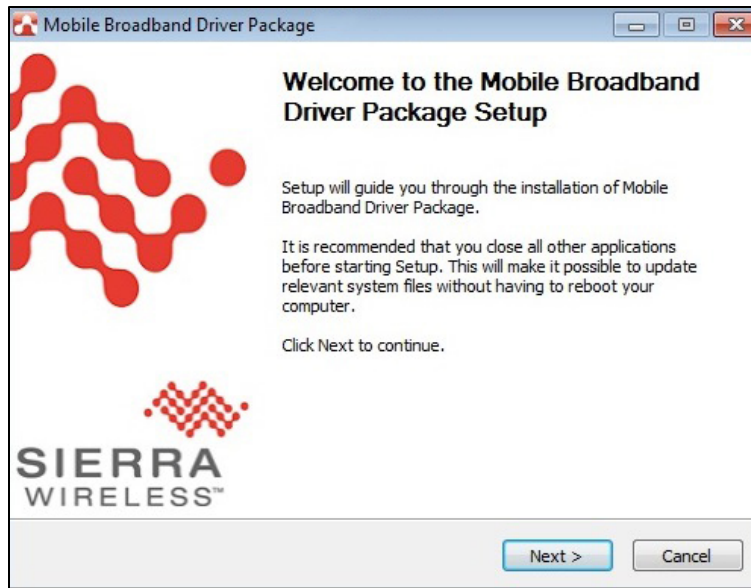 Mobile Broadband Driver Package
Welcome to the Mobile Broadband
Driver Package Setup
Setup will guide you through the installation of Mobile
Broadband Driver Package.
It is recommended that you close all other applications
before starting Setup. This will make it possible to update
relevant system files without having to reboot your
computer.
Click Next to continue.
SIERRA
WIRELESS™
Next >
Cancel